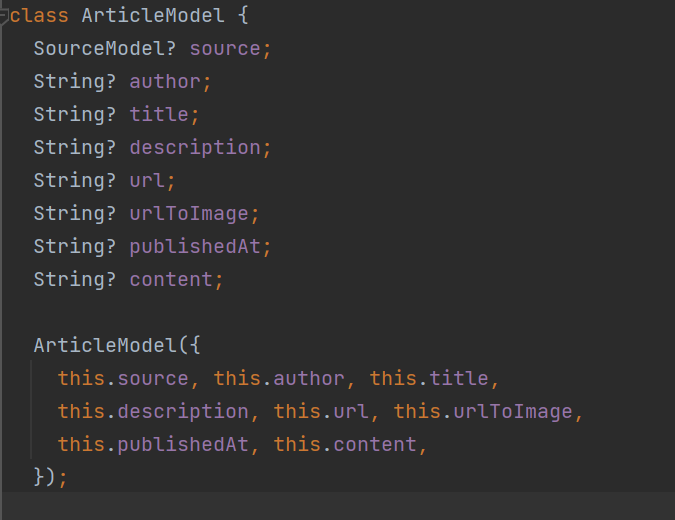 class ArticleModel {
SourceModel? source;
String? author;
String? title;
String? description;
String? url;
String? urlToImage;
String? publishedAt;
String? content;
ArticleModel({
this.source, this.author, this.title,
this.description, this.url, this.urlToImage,
this.publishedAt, this.content,
});